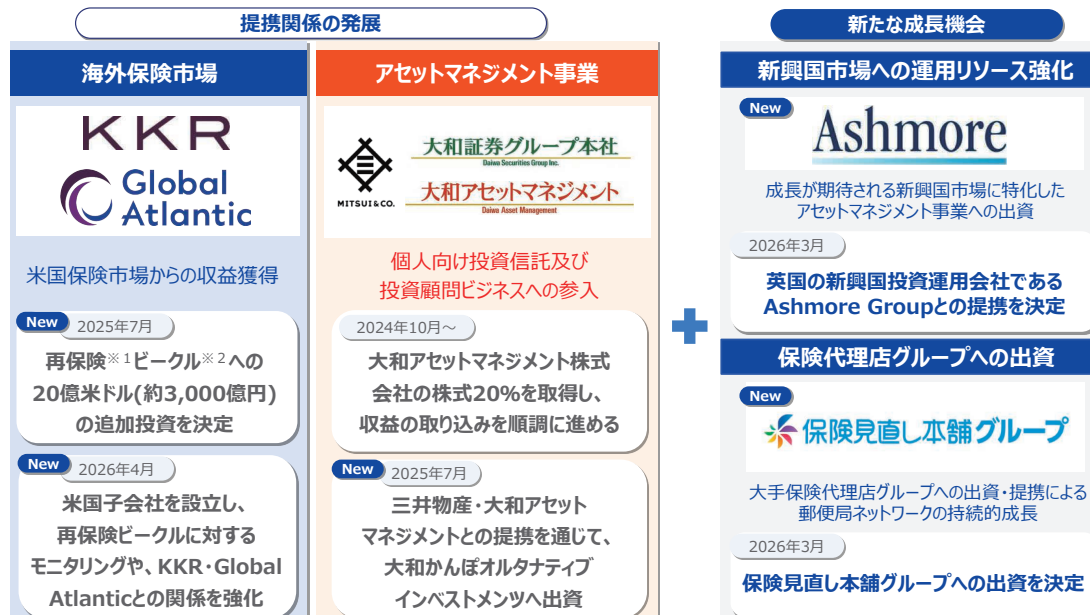 提携関係の発展
海外保険市場
KKR
Global
Atlantic
米国保険市場からの収益獲得
New 2025年7月
再保険※1ビークル※2への
20億米ドル(約3,000億円)
の追加投資を決定
New 2026年4月
米国子会社を設立し、
再保険ビークルに対する
モニタリングや、KKR・Global
Atlanticとの関係を強化
アセットマネジメント事業
MITSUI&CO.
大和証券グループ本社
Daiwa Securities Group Inc.
大和アセットマネジメント
Daiwa Asset Management
個人向け投資信託及び
投資顧問ビジネスへの参入
2024年10月～
大和アセットマネジメント株式
会社の株式20%を取得し、
収益の取り込みを順調に進める
New 2025年7月
三井物産・大和アセット
マネジメントとの提携を通じて、
大和かんぽオルタナティブ
インベストメンツへ出資
新たな成長機会
新興国市場への運用リソース強化
New
Ashmore
成長が期待される新興国市場に特化した
アセットマネジメント事業への出資
2026年3月
英国の新興国投資運用会社である
Ashmore Groupとの提携を決定
保険代理店グループへの出資
New
保険見直し本舗グループ
大手保険代理店グループへの出資・提携による
郵便局ネットワークの持続的成長
2026年3月
保険見直し本舗グループへの出資を決定